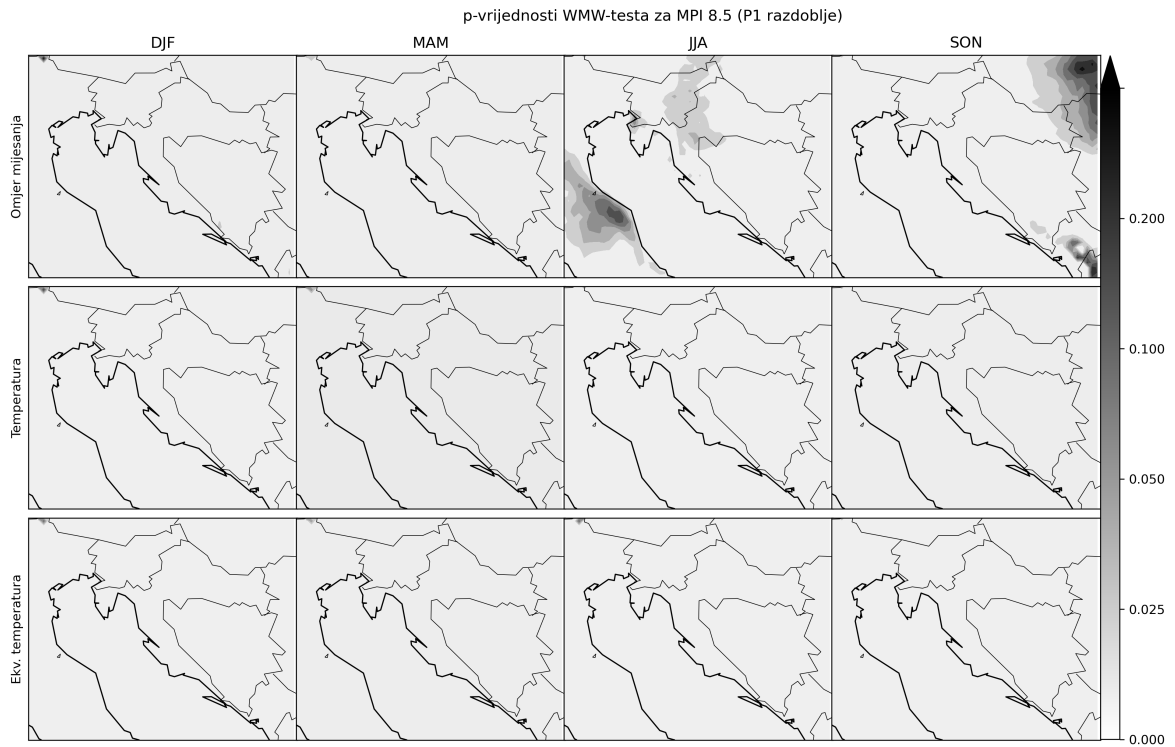 p-vrijednosti WMW-testa za MPI 8.5 (P1 razdoblje)
DJF
MAM
JJA
SON
Omjer mijesanja
Temperatura
Ekv. temperatura
0.200
0.100
0.050
0.025
0.000